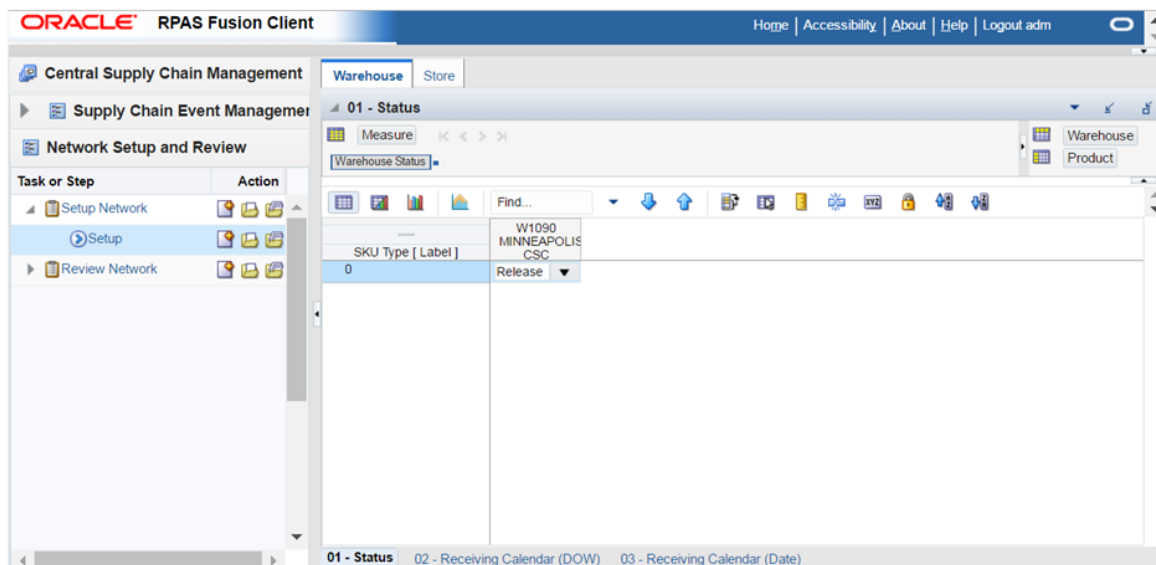 ORACLE RPAS Fusion Client
Home | Accessibility | About | Help | Logout adm
Central Supply Chain Management
Supply Chain Event Managemen
Network Setup and Review
Task or Step Action
Setup Network
Setup
Review Network
Warehouse Store
01 - Status
Measure
Warehouse Status
Warehouse
Product
Find...
SKU Type [ Label ]
W1090
MINNEAPOLIS
CSC
0 Release
01 - Status 02 - Receiving Calendar (DOW) 03 - Receiving Calendar (Date)